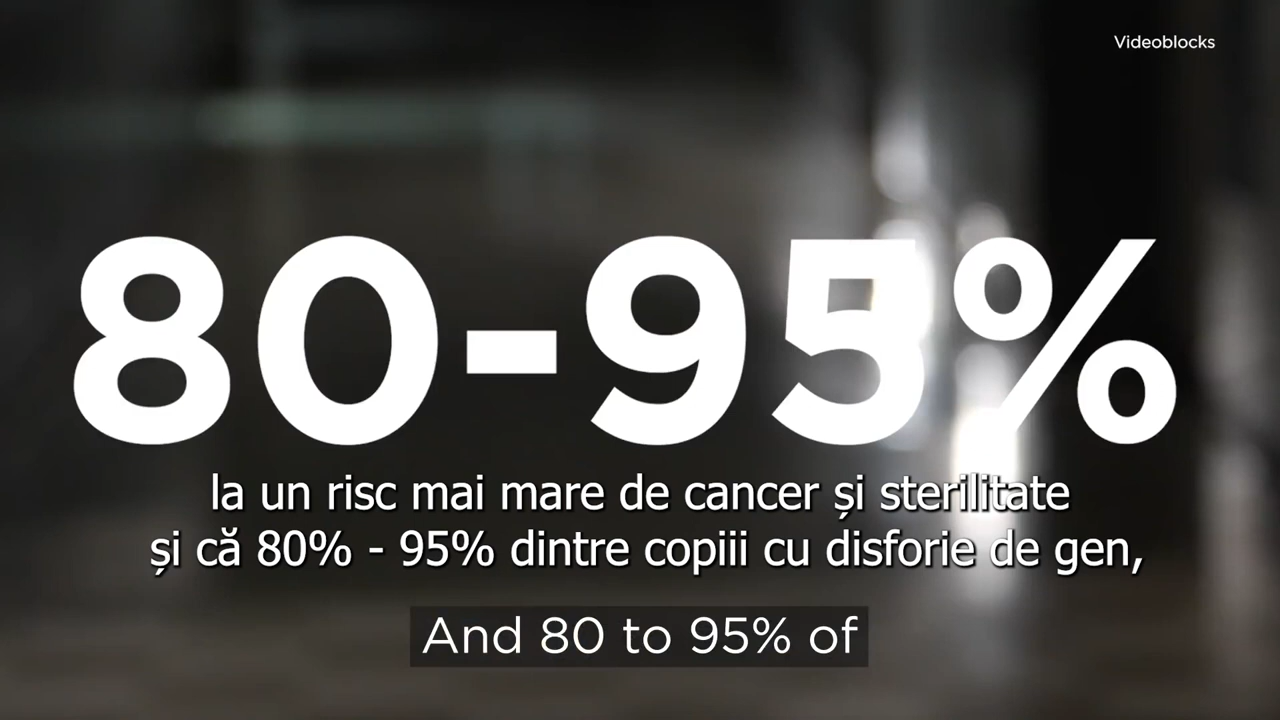 Videoblocks
80-95%
la un risc mai mare de cancer și sterilitate
și că 80% - 95% dintre copiii cu disforie de gen,
And 80 to 95% of